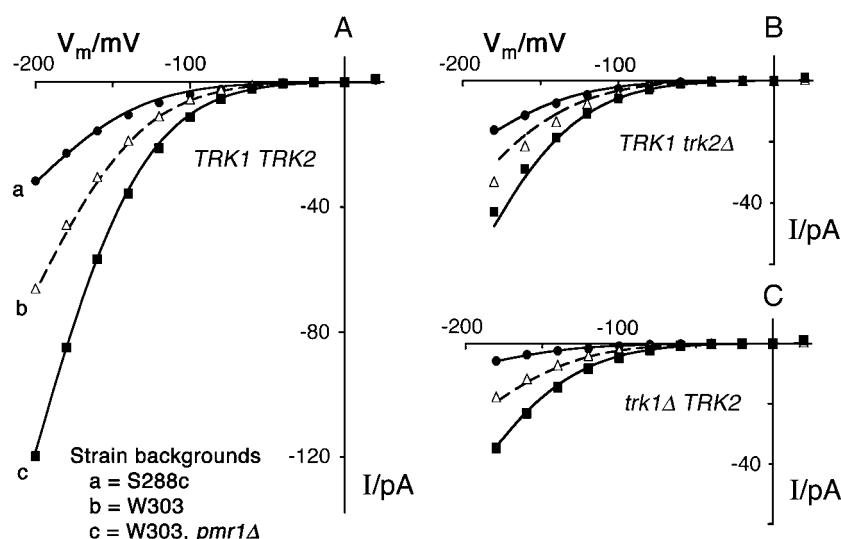 A
V_m/mV
-200
-100
a
b
c
TRK1 TRK2
-40
-80
-120
I/pA
Strain backgrounds
a = S288c
b = W303
c = W303, pmr1Δ
B
V_m/mV
-200
-100
TRK1 trk2Δ
-40
I/pA
C
-200
-100
trk1Δ TRK2
-40
I/pA